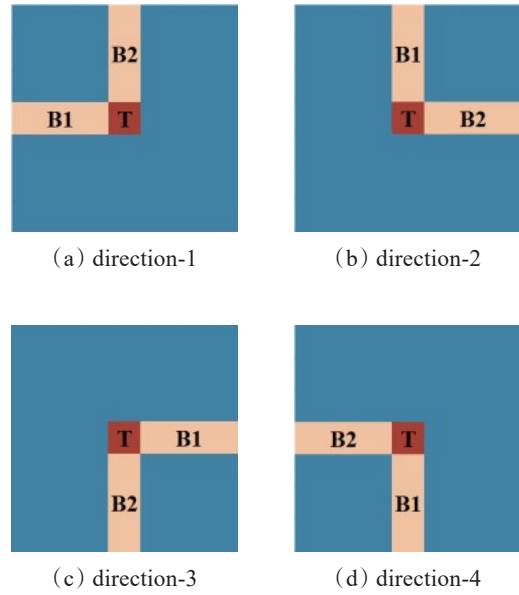 B2
B1 T
(a) direction-1
B1
T B2
(b) direction-2
T B1
B2
(c) direction-3
B2 T
B1
(d) direction-4